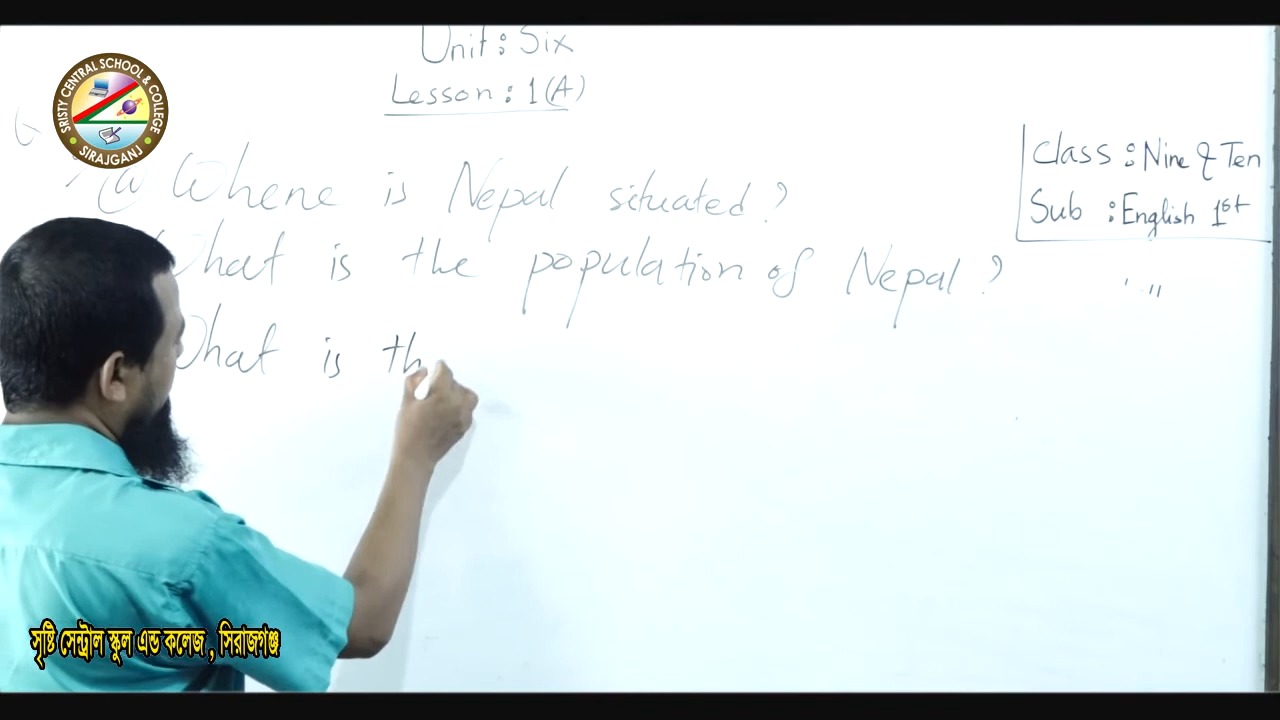 SRISTY CENTRAL SCHOOL & COLLEGE
SIRAJGANJ
Unit : Six
Lesson : 1(A)
Class : Nine & Ten
Sub : English 1st
@ Whene is Nepal situated?
What is the population of Nepal?
What is th
সৃষ্টি সেন্ট্রাল স্কুল এন্ড কলেজ , সিরাজগঞ্জ